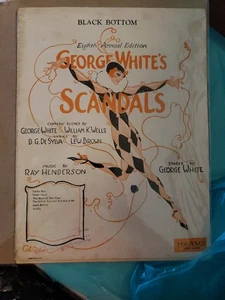 BLACK BOTTOM
Eighth Annual Edition
GEORGE WHITE'S
SCANDALS
COMEDY SCENES BY
GEORGE WHITE & WILLIAM K. WELLS
LYRICS BY
B. G. DE SYLVA & LEW BROWN
MUSIC BY
RAY HENDERSON
STAGED BY
GEORGE WHITE